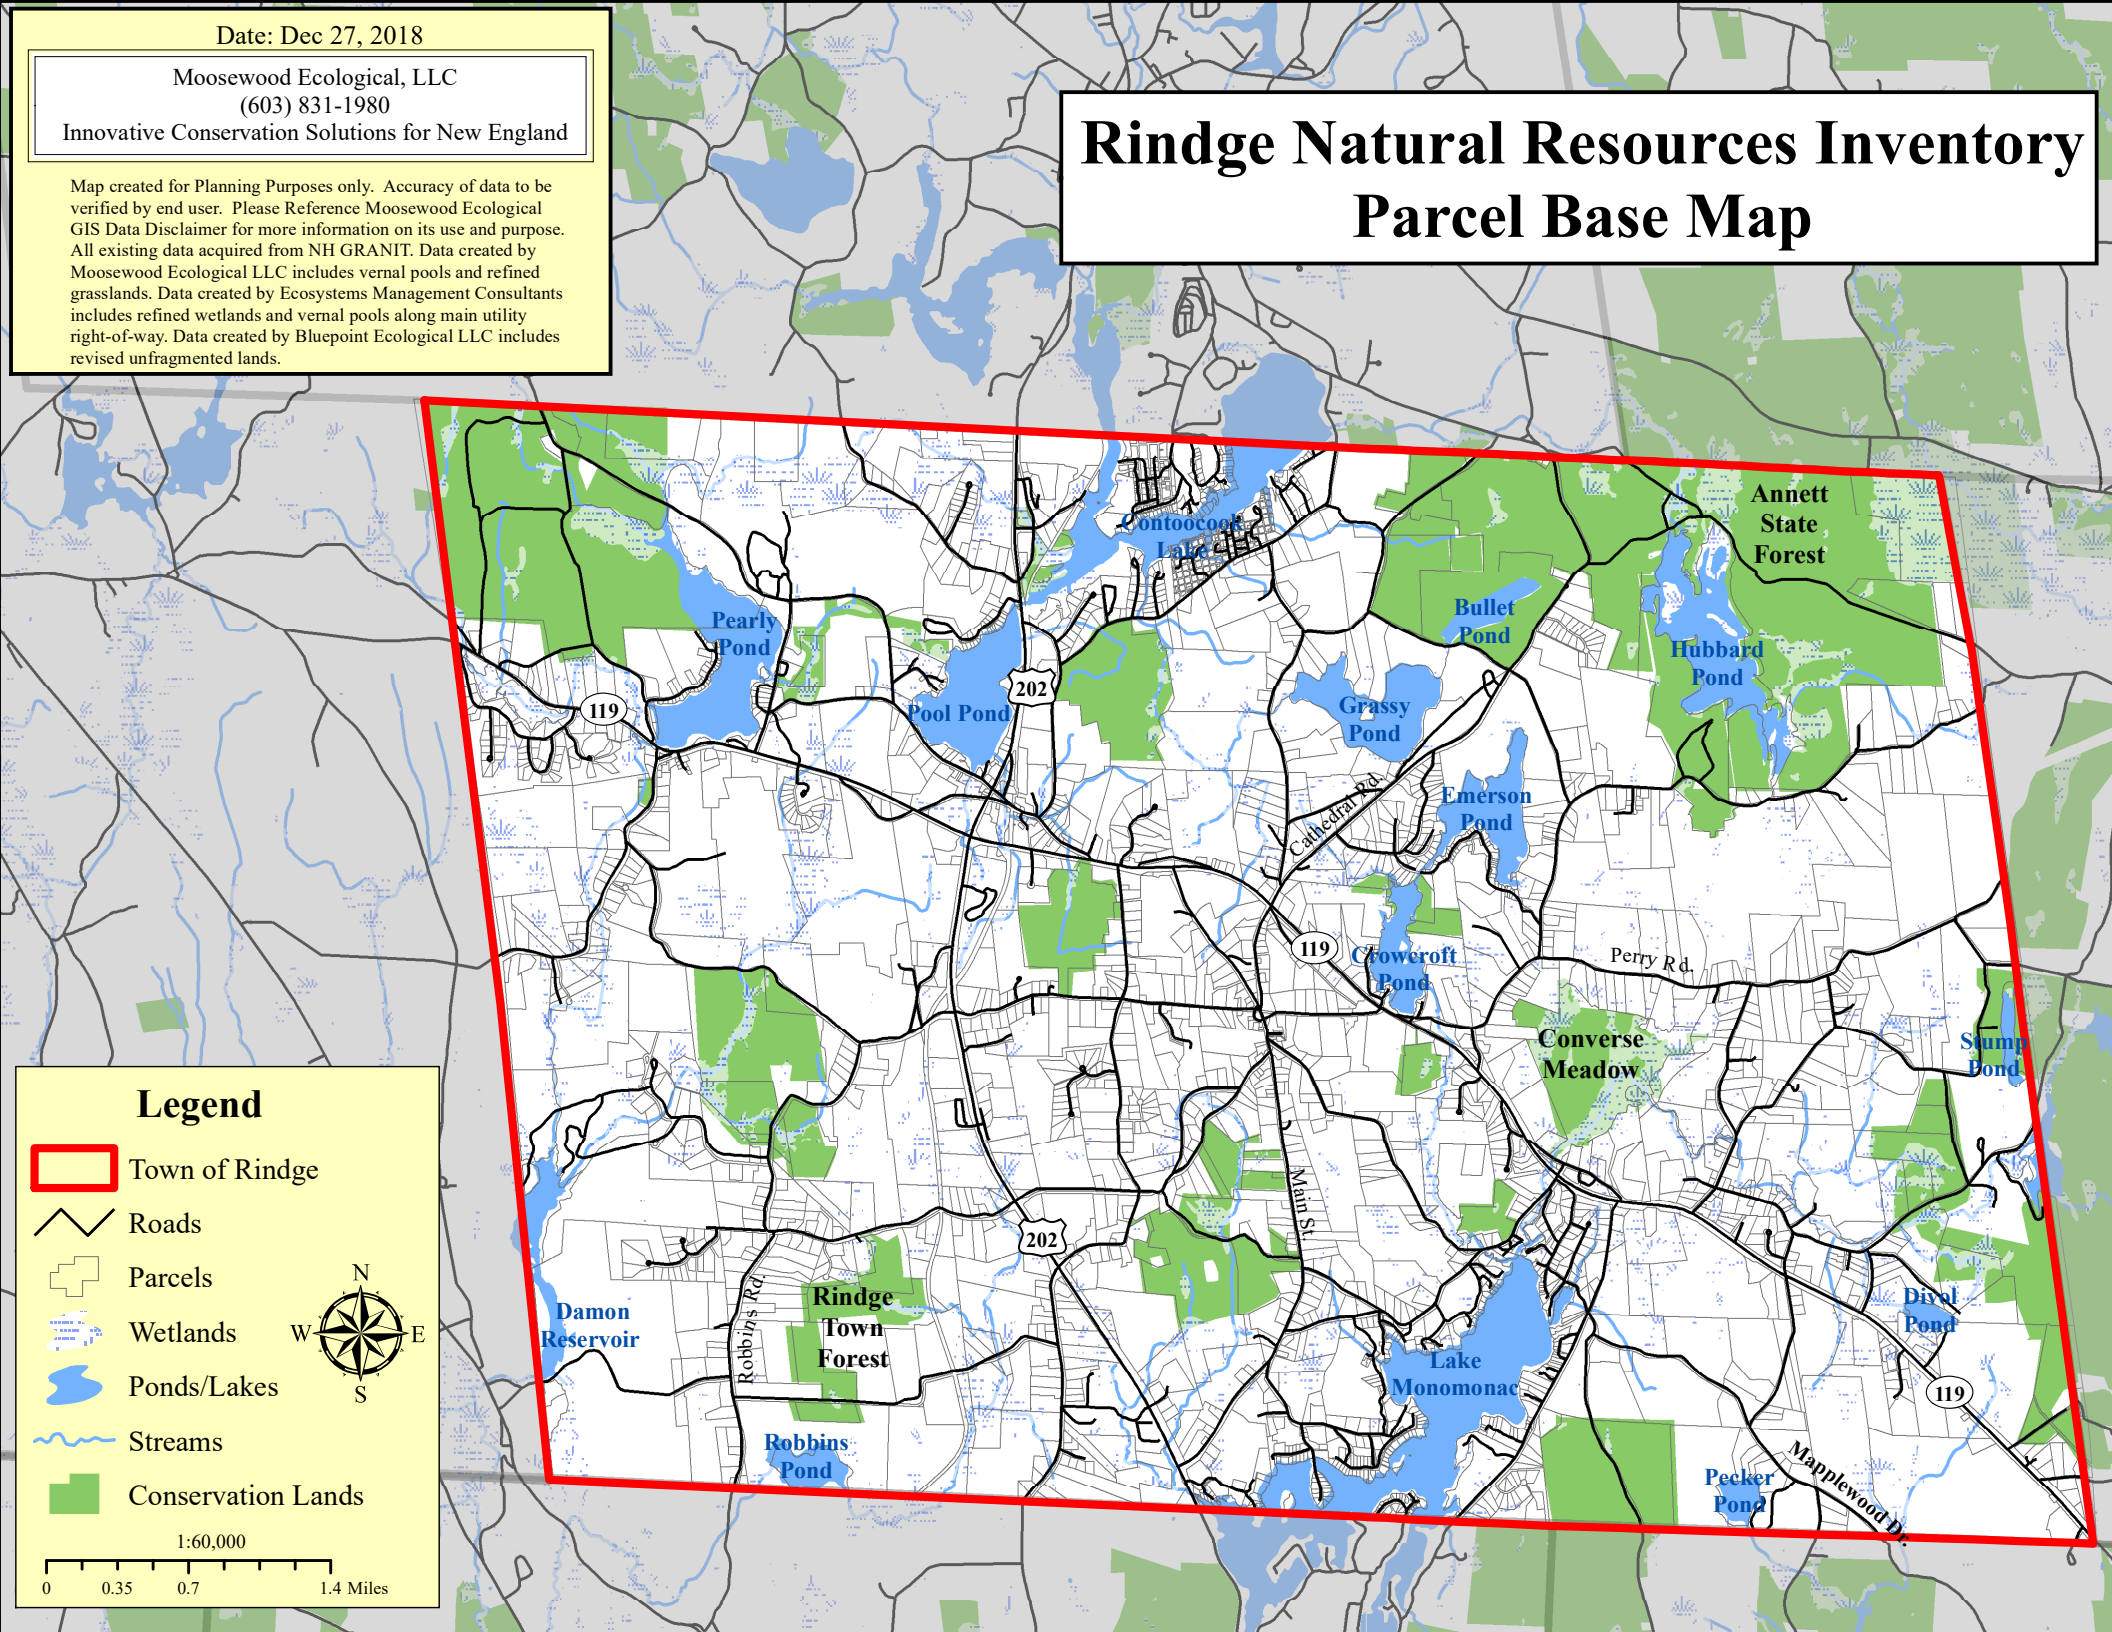 Date: Dec 27, 2018
Moosewood Ecological, LLC
(603) 831-1980
Innovative Conservation Solutions for New England
Map created for Planning Purposes only. Accuracy of data to be
verified by end user. Please Reference Moosewood Ecological
GIS Data Disclaimer for more information on its use and purpose.
All existing data acquired from NH GRANIT. Data created by
Moosewood Ecological LLC includes vernal pools and refined
grasslands. Data created by Ecosystems Management Consultants
includes refined wetlands and vernal pools along main utility
right-of-way. Data created by Bluepoint Ecological LLC includes
revised unfragmented lands.
Rindge Natural Resources Inventory
Parcel Base Map
Annett
State
Forest
Contoocook
Lake
Bullet
Pond
Pearly
Pond
Hubbard
Pond
202
119
Pool Pond
Grassy
Pond
Cathedral Rd.
Emerson
Pond
119
Crowcroft
Pond
Perry Rd.
Converse
Meadow
Stump
Pond
Main St.
202
Robbins Rd.
Rindge
Town
Forest
Damon
Reservoir
Divol
Pond
Lake
Monomonac
119
Robbins
Pond
Pecker
Pond
Mapplewood Dr.
Legend
Town of Rindge
Roads
Parcels
Wetlands
Ponds/Lakes
Streams
Conservation Lands
N
W
E
S
1:60,000
0 0.35 0.7 1.4 Miles